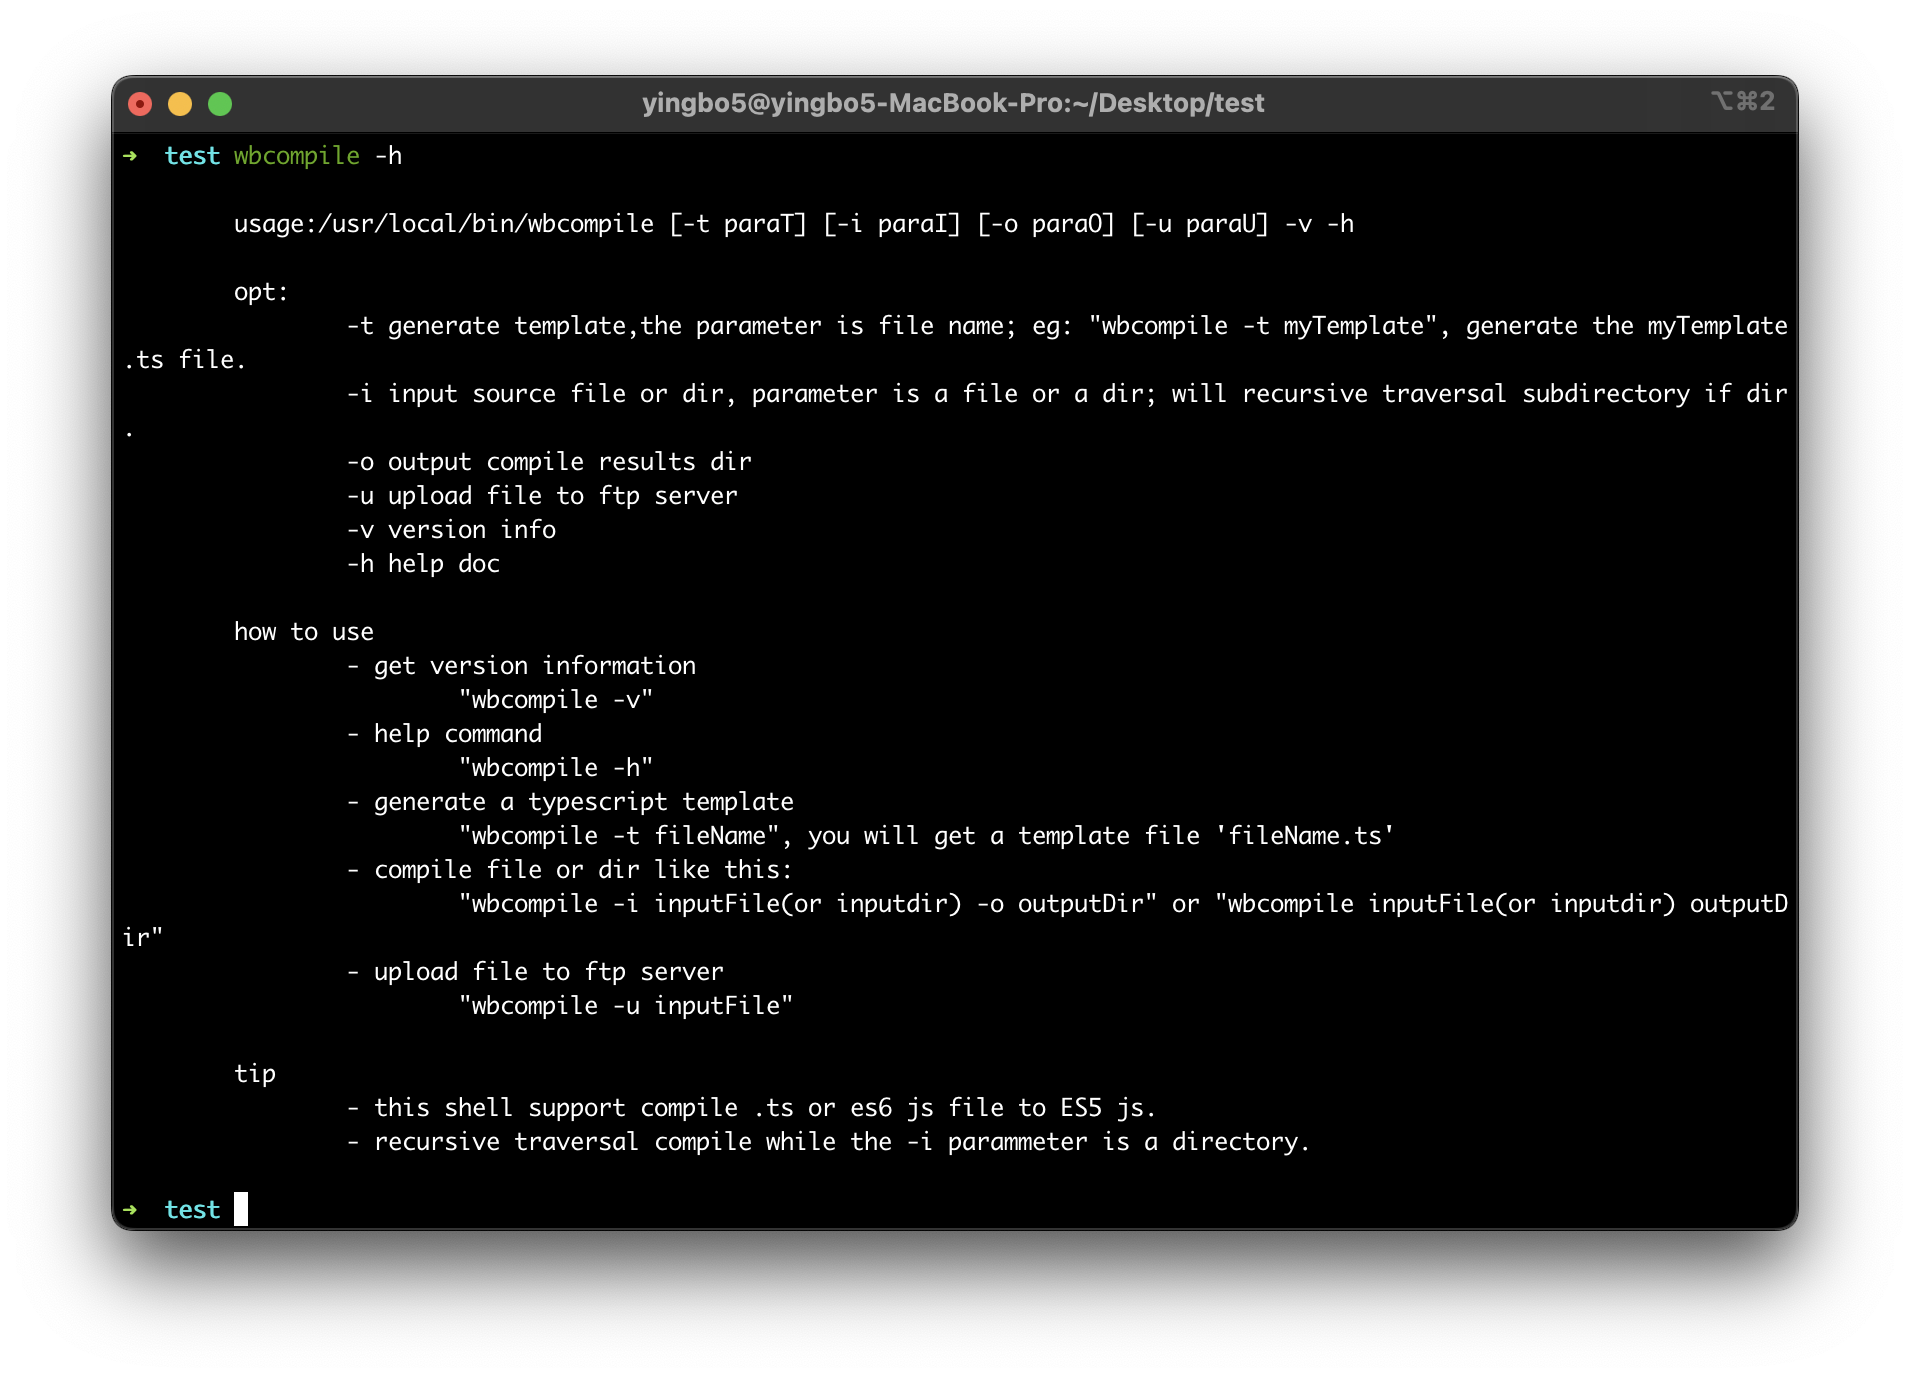 yingbo5@yingbo5-MacBook-Pro:~/Desktop/test
⌥⌘2
➜ test wbcompile -h
usage:/usr/local/bin/wbcompile [-t paraT] [-i paraI] [-o paraO] [-u paraU] -v -h
opt:
-t generate template,the parameter is file name; eg: "wbcompile -t myTemplate", generate the myTemplate
.ts file.
-i input source file or dir, parameter is a file or a dir; will recursive traversal subdirectory if dir
.
-o output compile results dir
-u upload file to ftp server
-v version info
-h help doc
how to use
- get version information
"wbcompile -v"
- help command
"wbcompile -h"
- generate a typescript template
"wbcompile -t fileName", you will get a template file 'fileName.ts'
- compile file or dir like this:
"wbcompile -i inputFile(or inputdir) -o outputDir" or "wbcompile inputFile(or inputdir) outputD
ir"
- upload file to ftp server
"wbcompile -u inputFile"
tip
- this shell support compile .ts or es6 js file to ES5 js.
- recursive traversal compile while the -i parammeter is a directory.
➜ test